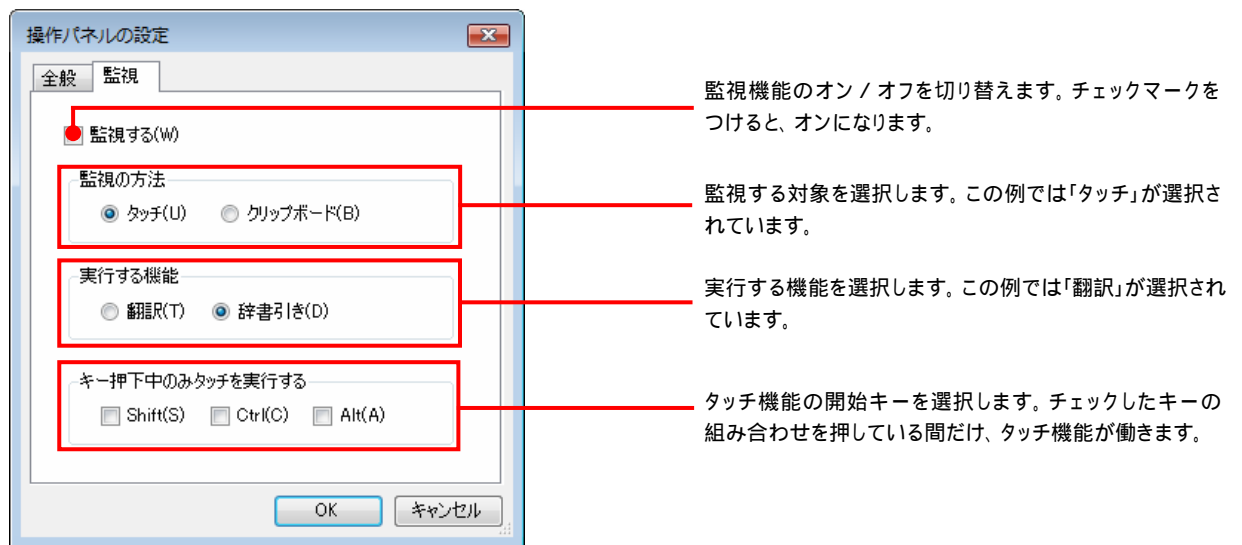 操作パネルの設定
全般 監視
監視する(W)
監視の方法
タッチ(U) クリップボード(B)
実行する機能
翻訳(T) 辞書引き(D)
キー押下中のみタッチを実行する
Shift(S) Ctrl(C) Alt(A)
OK キャンセル
監視機能のオン / オフを切り替えます。チェックマークを
つけると、オンになります。
監視する対象を選択します。この例では「タッチ」が選択さ
れています。
実行する機能を選択します。この例では「翻訳」が選択され
ています。
タッチ機能の開始キーを選択します。チェックしたキーの
組み合わせを押している間だけ、タッチ機能が働きます。